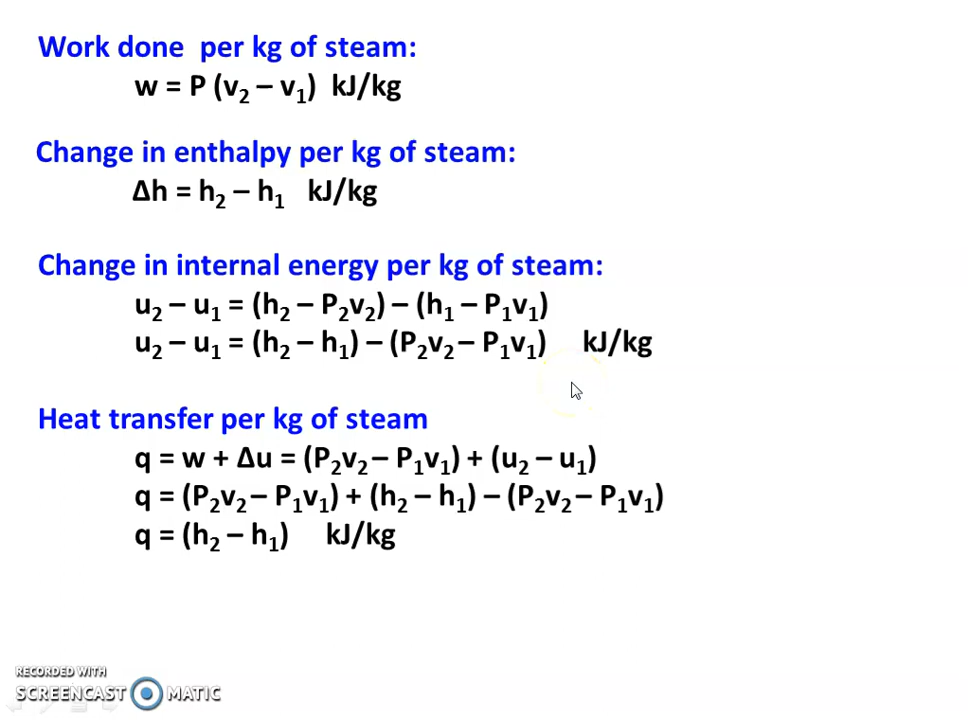 Work done per kg of steam:
w = P (v₂ – v₁) kJ/kg
Change in enthalpy per kg of steam:
Δh = h₂ – h₁ kJ/kg
Change in internal energy per kg of steam:
u₂ – u₁ = (h₂ – P₂v₂) – (h₁ – P₁v₁)
u₂ – u₁ = (h₂ – h₁) – (P₂v₂ – P₁v₁) kJ/kg
Heat transfer per kg of steam
q = w + Δu = (P₂v₂ – P₁v₁) + (u₂ – u₁)
q = (P₂v₂ – P₁v₁) + (h₂ – h₁) – (P₂v₂ – P₁v₁)
q = (h₂ – h₁) kJ/kg
RECORDED WITH
SCREENCAST MATIC